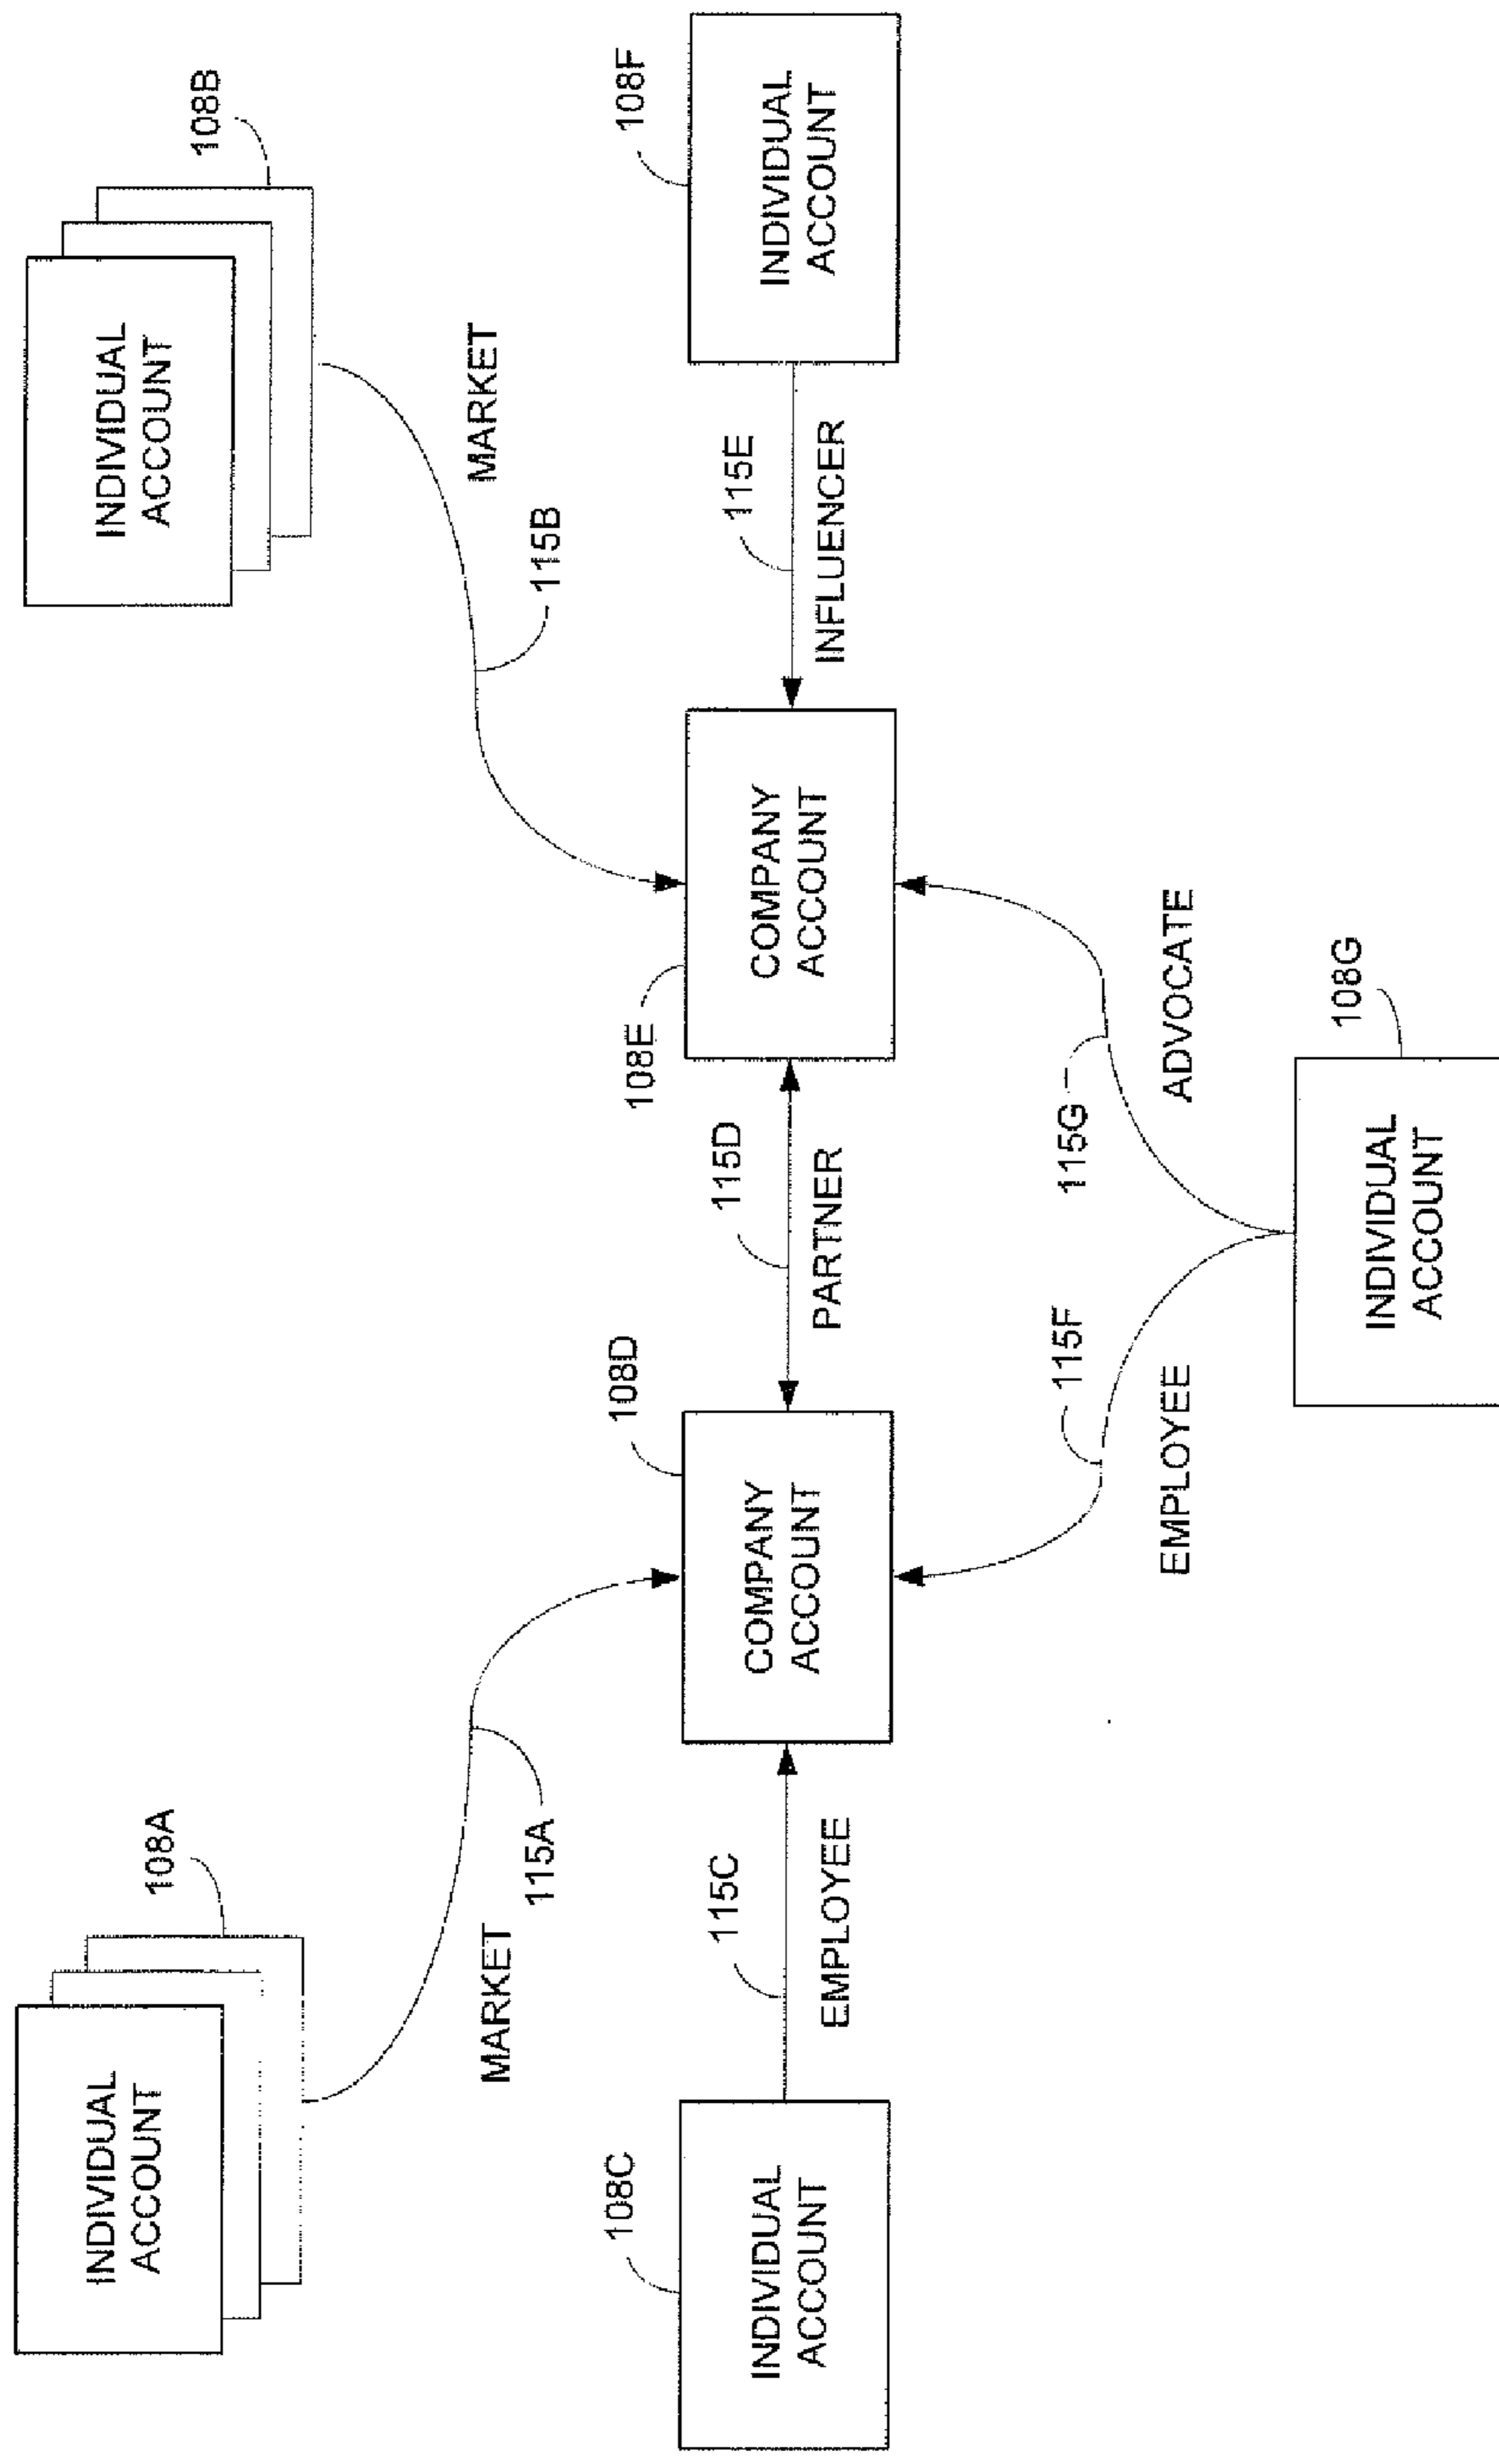 108A
INDIVIDUAL
ACCOUNT
MARKET
115A
108B
INDIVIDUAL
ACCOUNT
MARKET
115B
108C
INDIVIDUAL
ACCOUNT
115C
EMPLOYEE
108D
COMPANY
ACCOUNT
115D
PARTNER
108E
COMPANY
ACCOUNT
115E
INFLUENCER
108F
INDIVIDUAL
ACCOUNT
115F
EMPLOYEE
115G
ADVOCATE
108G
INDIVIDUAL
ACCOUNT